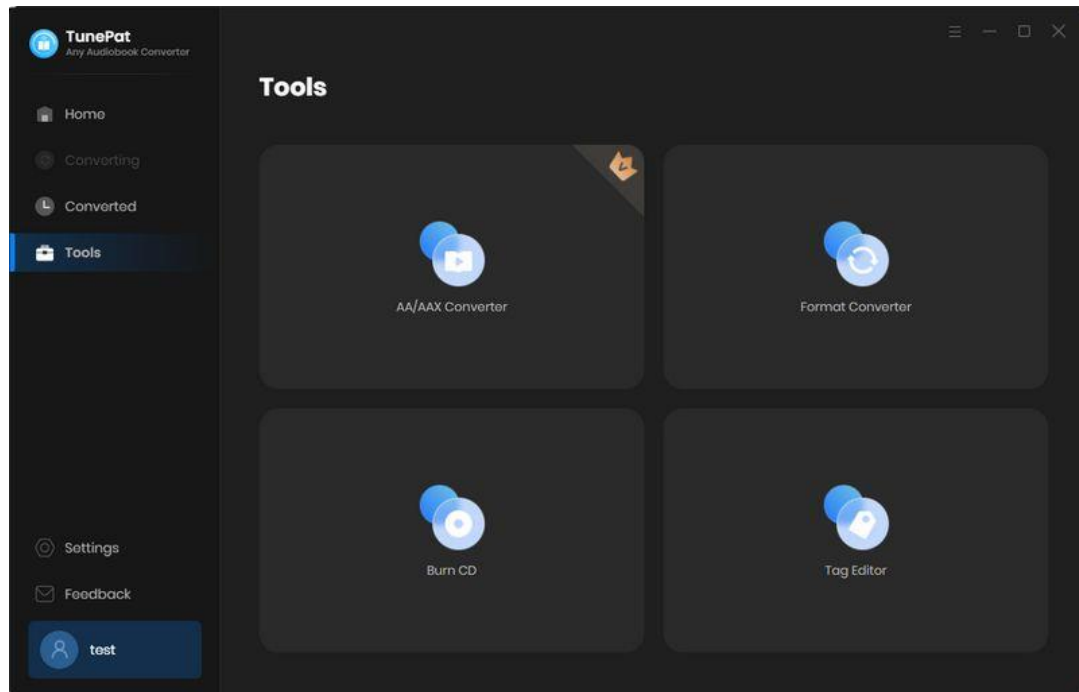 TunePat
Any Audiobook Converter
Home
Converting
Converted
Tools
Settings
Feedback
test
Tools
AA/AAX Converter
Format Converter
Burn CD
Tag Editor